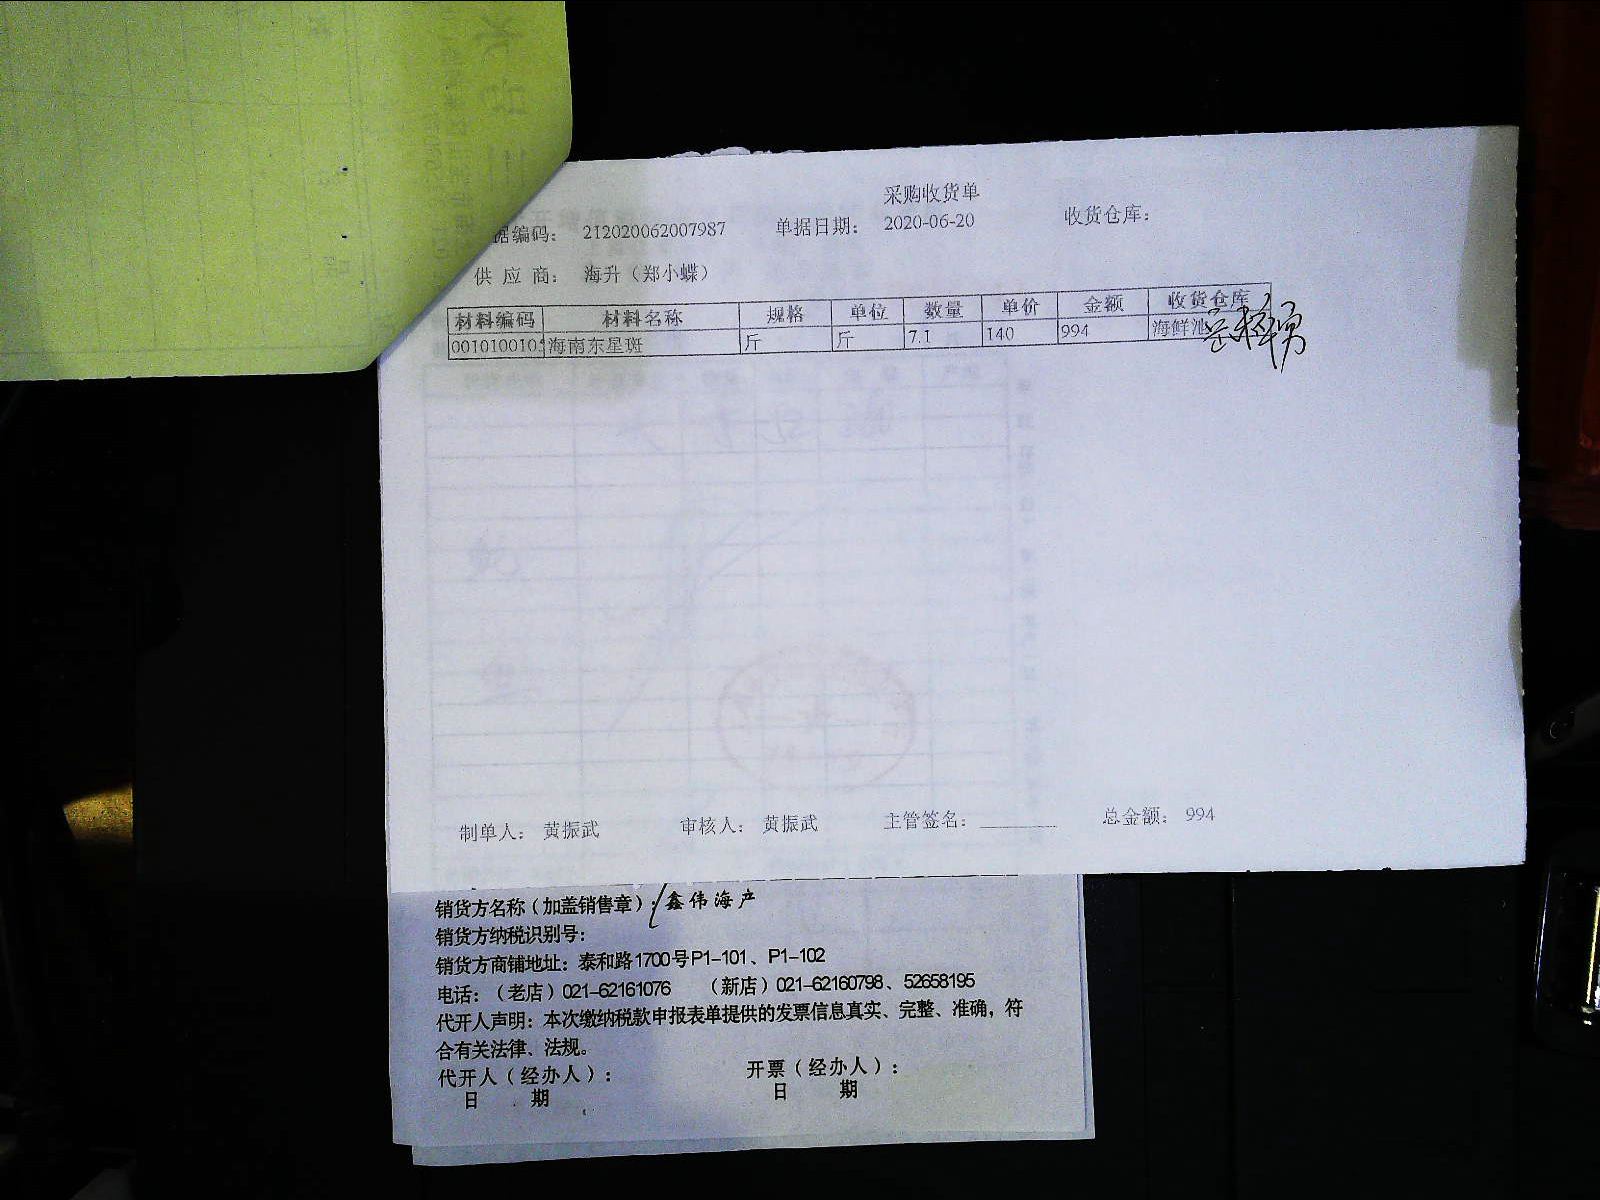 采购收货单
据编码： 212020062007987 单据日期： 2020-06-20 收货仓库：
供 应 商： 海升（郑小蝶）
材料编码 材料名称 规格 单位 数量 单价 金额 收货仓库
0010100105 海南东星斑 斤 斤 7.1 140 994 海鲜池
制单人： 黄振武 审核人： 黄振武 主管签名： 总金额： 994
销货方名称（加盖销售章）：鑫伟海产
销货方纳税识别号：
销货方商铺地址：泰和路1700号P1-101、P1-102
电话：（老店）021-62161076 （新店）021-62160798、52658195
代开人声明：本次缴纳税款申报表单提供的发票信息真实、完整、准确，符
合有关法律、法规。
代开人（经办人）： 开票（经办人）：
日 期 日 期